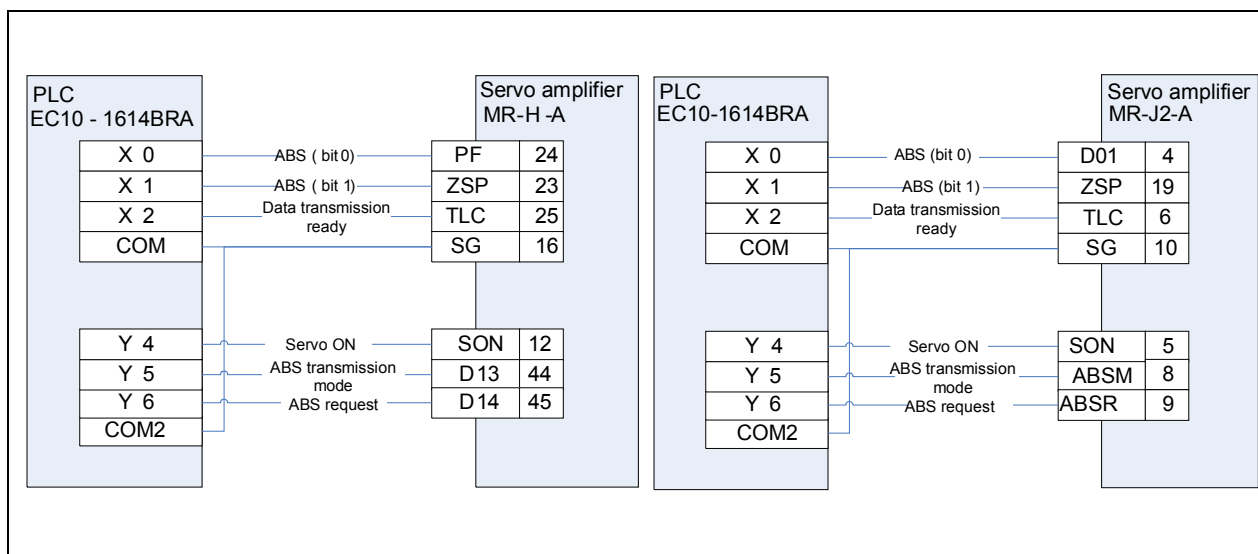 PLC
EC10 - 1614BRA
Servo amplifier
MR-H -A
X 0 ABS ( bit 0) PF 24
X 1 ABS ( bit 1) ZSP 23
X 2 Data transmission ready TLC 25
COM SG 16
Y 4 Servo ON SON 12
Y 5 ABS transmission mode D13 44
Y 6 ABS request D14 45
COM2
PLC
EC10-1614BRA
Servo amplifier
MR-J2-A
X 0 ABS (bit 0) D01 4
X 1 ABS (bit 1) ZSP 19
X 2 Data transmission ready TLC 6
COM SG 10
Y 4 Servo ON SON 5
Y 5 ABS transmission mode ABSM 8
Y 6 ABS request ABSR 9
COM2